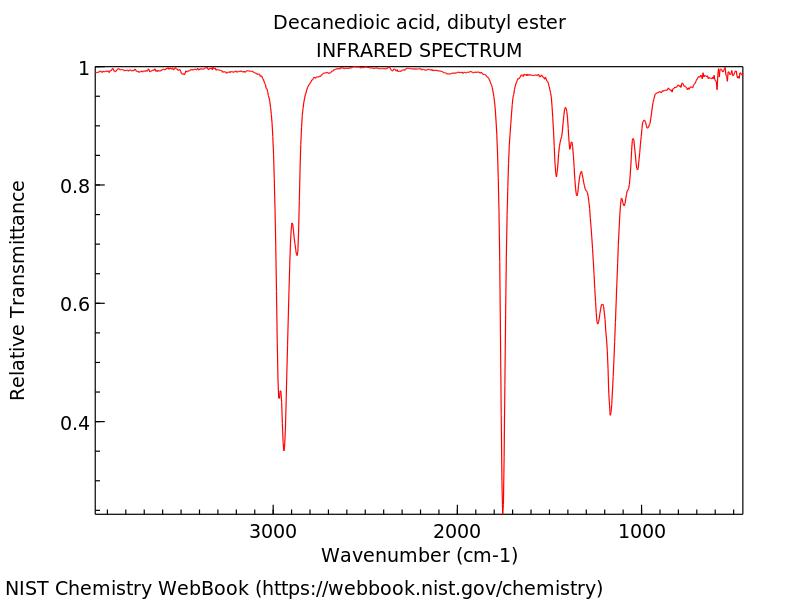 Decanedioic acid, dibutyl ester
INFRARED SPECTRUM
1
0.8
0.6
0.4
Relative Transmittance
3000 2000 1000
Wavenumber (cm-1)
NIST Chemistry WebBook (https://webbook.nist.gov/chemistry)